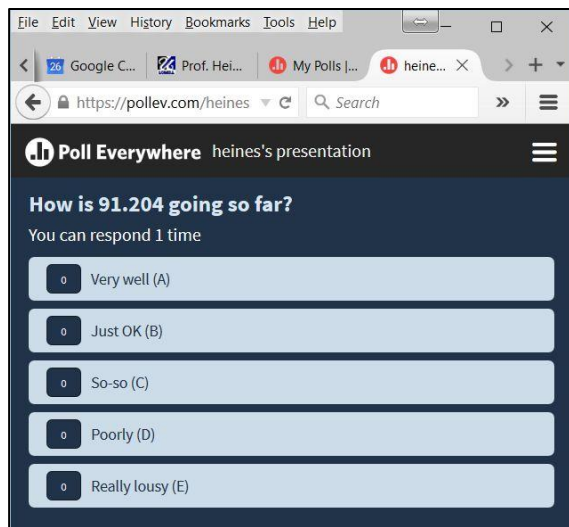 File Edit View History Bookmarks Tools Help
26 Google C... LOWELL Prof. Hei... My Polls |... heine...
https://pollev.com/heines Search
Poll Everywhere heines's presentation
How is 91.204 going so far?
You can respond 1 time
0 Very well (A)
0 Just OK (B)
0 So-so (C)
0 Poorly (D)
0 Really lousy (E)